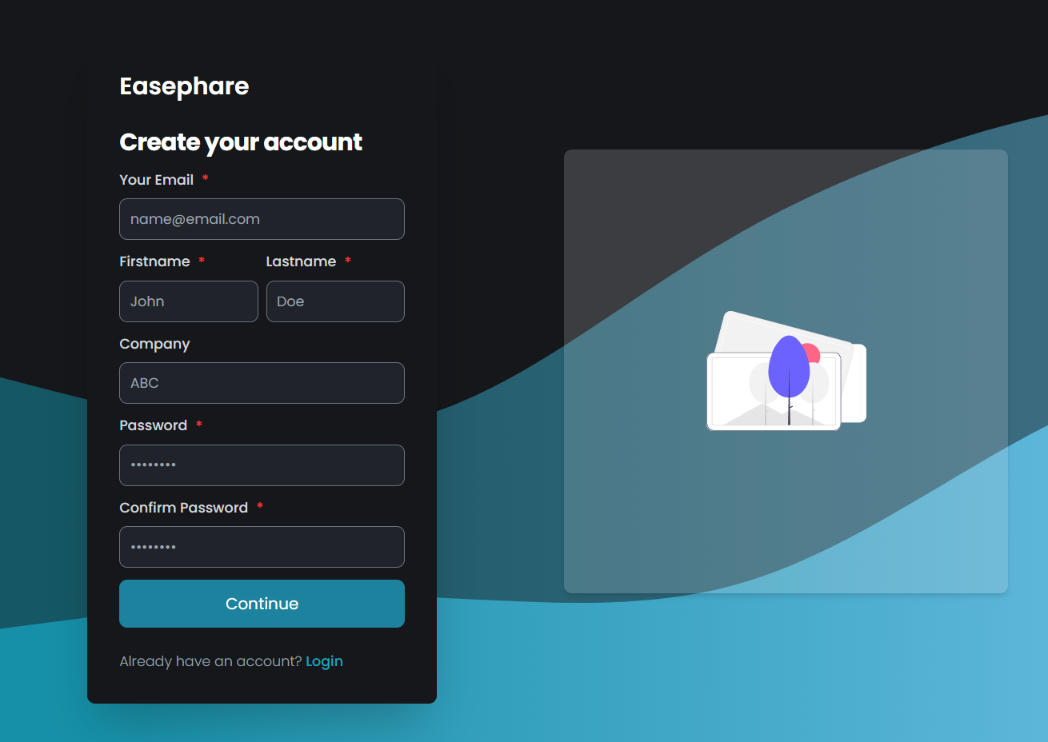 Easephare
Create your account
Your Email *
name@email.com
Firstname * Lastname *
John Doe
Company
ABC
Password *
••••••••
Confirm Password *
••••••••
Continue
Already have an account? Login